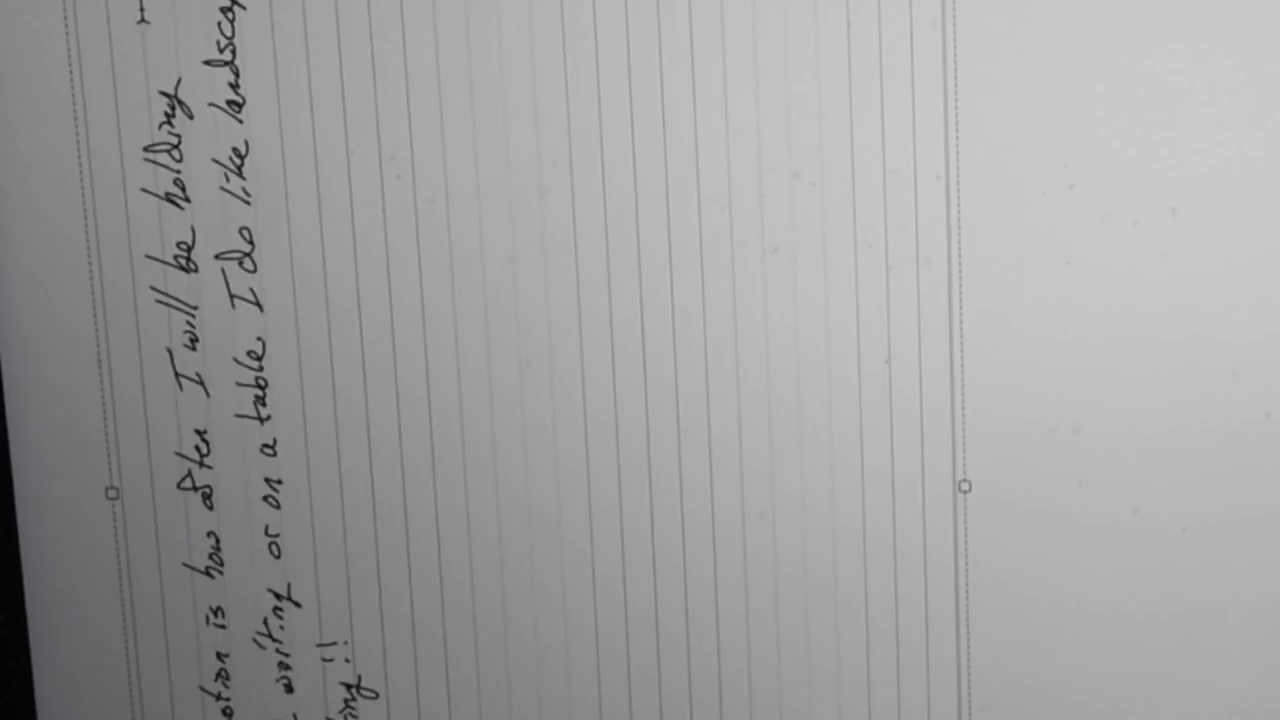 is how often I will be holding
writing or on a table. I do like
!!